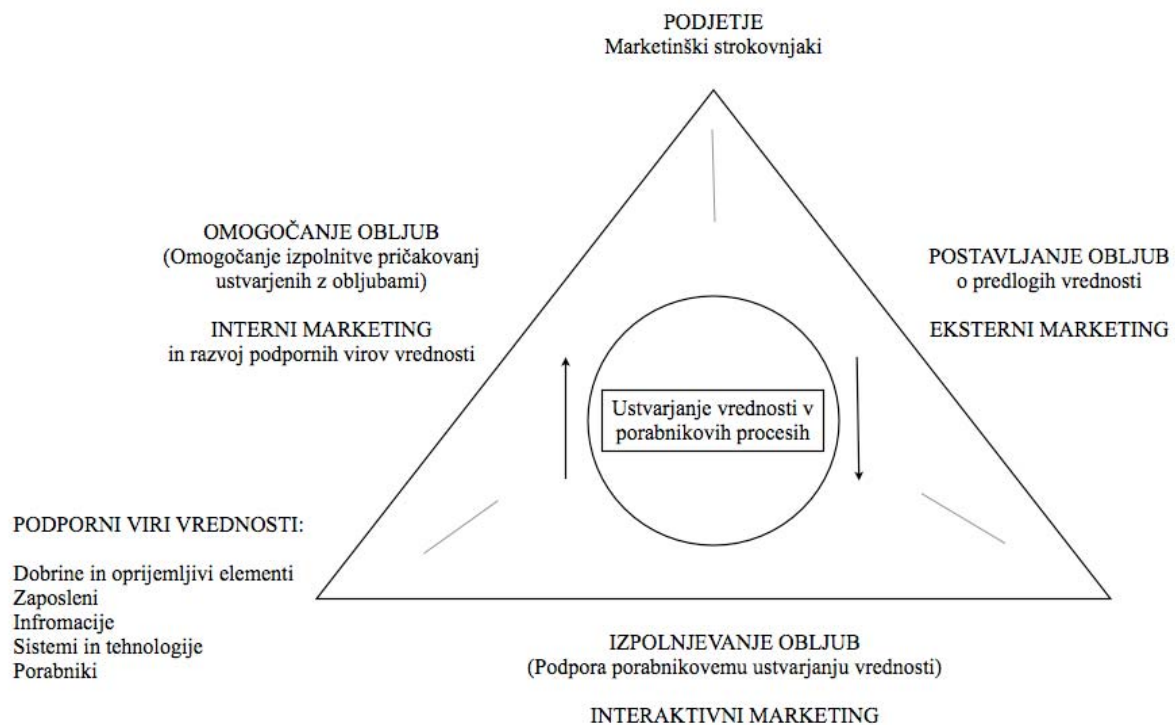 PODJETJE
Marketinški strokovnjaki
OMOGOČANJE OBLJUB
(Omogočanje izpolnitve pričakovanj
ustvarjenih z obljubami)
INTERNI MARKETING
in razvoj podpornih virov vrednosti
POSTAVLJANJE OBLJUB
o predlogih vrednosti
EKSTERNI MARKETING
Ustvarjanje vrednosti v
porabnikovih procesih
PODPORNI VIRI VREDNOSTI:
Dobrine in oprijemljivi elementi
Zaposleni
Infromacije
Sistemi in tehnologije
Porabniki
IZPOLNJEVANJE OBLJUB
(Podpora porabnikovemu ustvarjanju vrednosti)
INTERAKTIVNI MARKETING